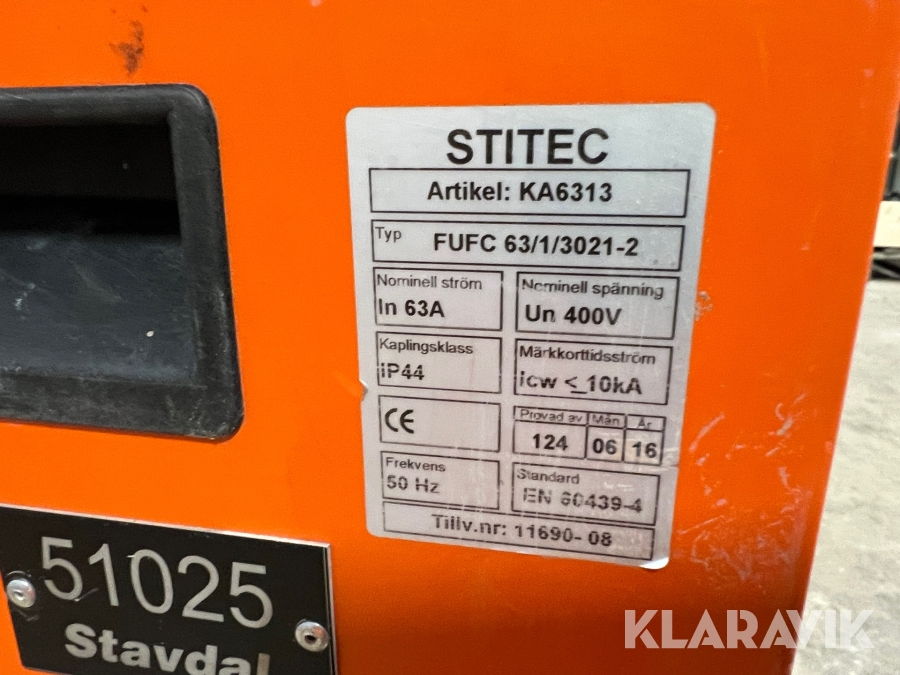 STITEC
Artikel: KA6313
Typ FUFC 63/1/3021-2
Nominell ström
In 63A
Nominell spänning
Un 400V
Kaplingsklass
iP44
Märkkorttidsström
icw ≤ 10kA
CE
Provad av Mån År
124 06 16
Frekvens
50 Hz
Standard
EN 60439-4
Tillv.nr: 11690- 08
51025
Stavdal
KLARAVIK